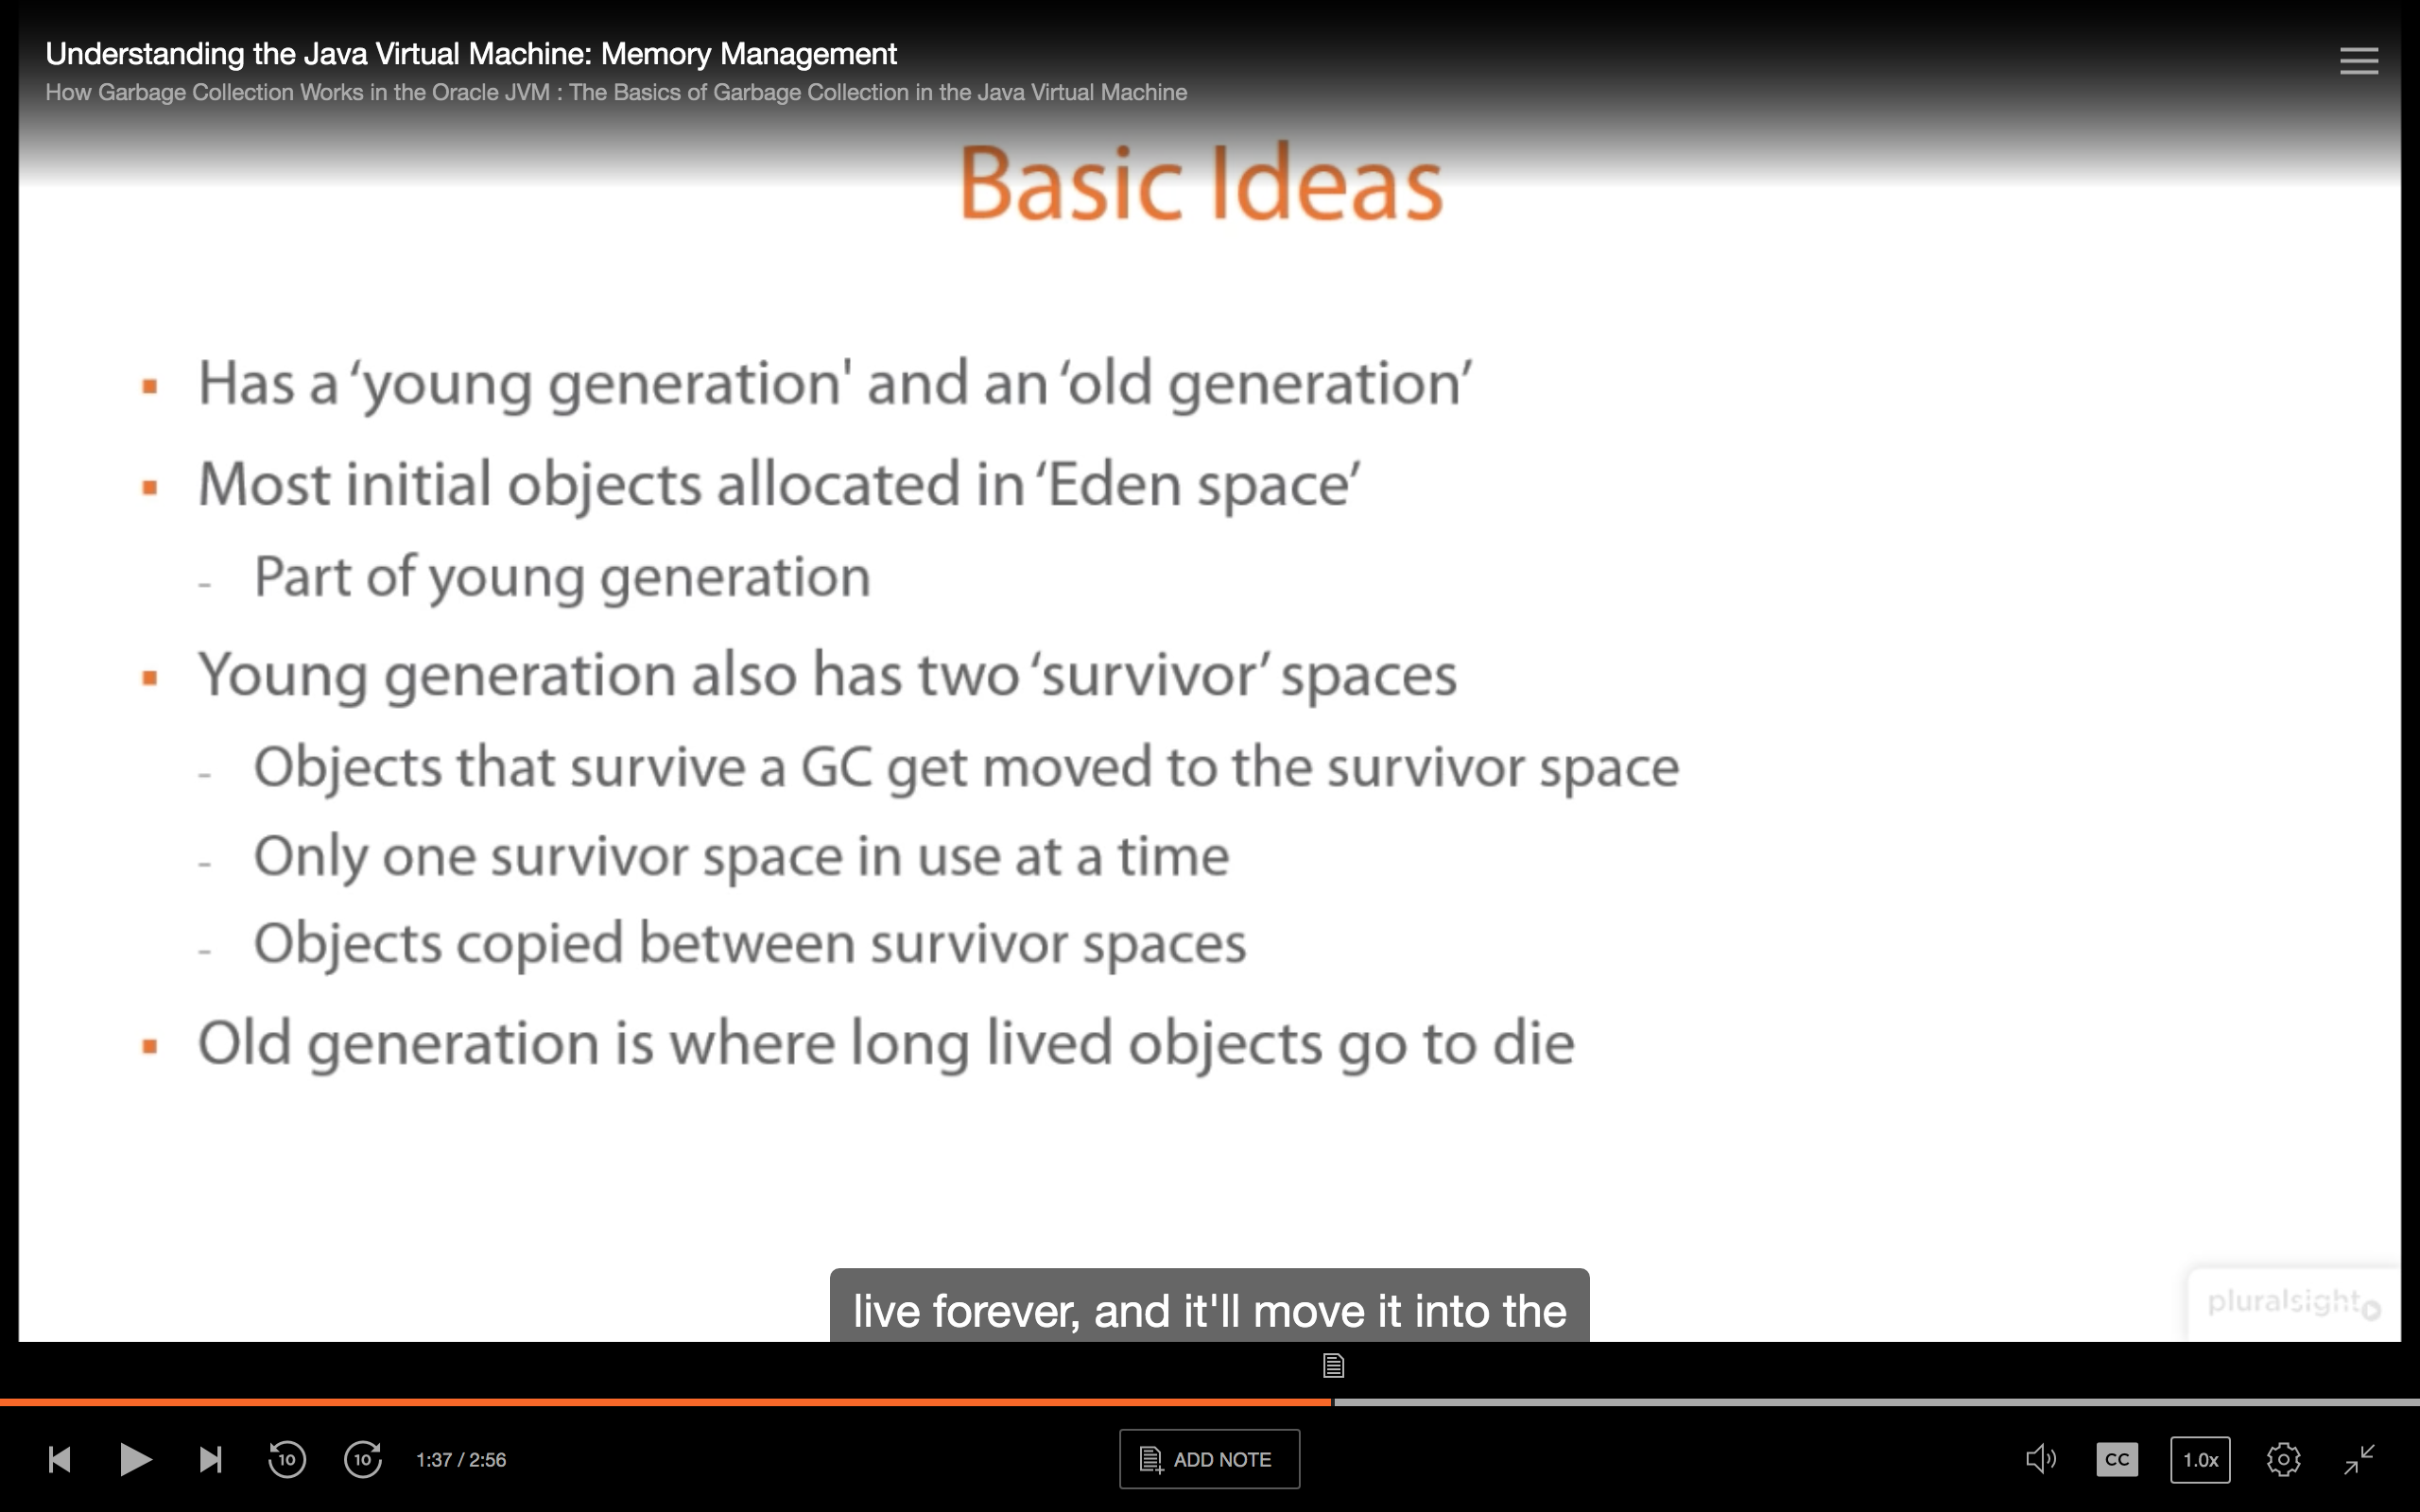 Understanding the Java Virtual Machine: Memory Management
How Garbage Collection Works in the Oracle JVM : The Basics of Garbage Collection in the Java Virtual Machine
Basic Ideas
▪ Has a ‘young generation' and an ‘old generation’
▪ Most initial objects allocated in ‘Eden space’
- Part of young generation
▪ Young generation also has two ‘survivor’ spaces
- Objects that survive a GC get moved to the survivor space
- Only one survivor space in use at a time
- Objects copied between survivor spaces
▪ Old generation is where long lived objects go to die
pluralsight
live forever, and it'll move it into the
10
10
1:37 / 2:56
ADD NOTE
CC
1.0x